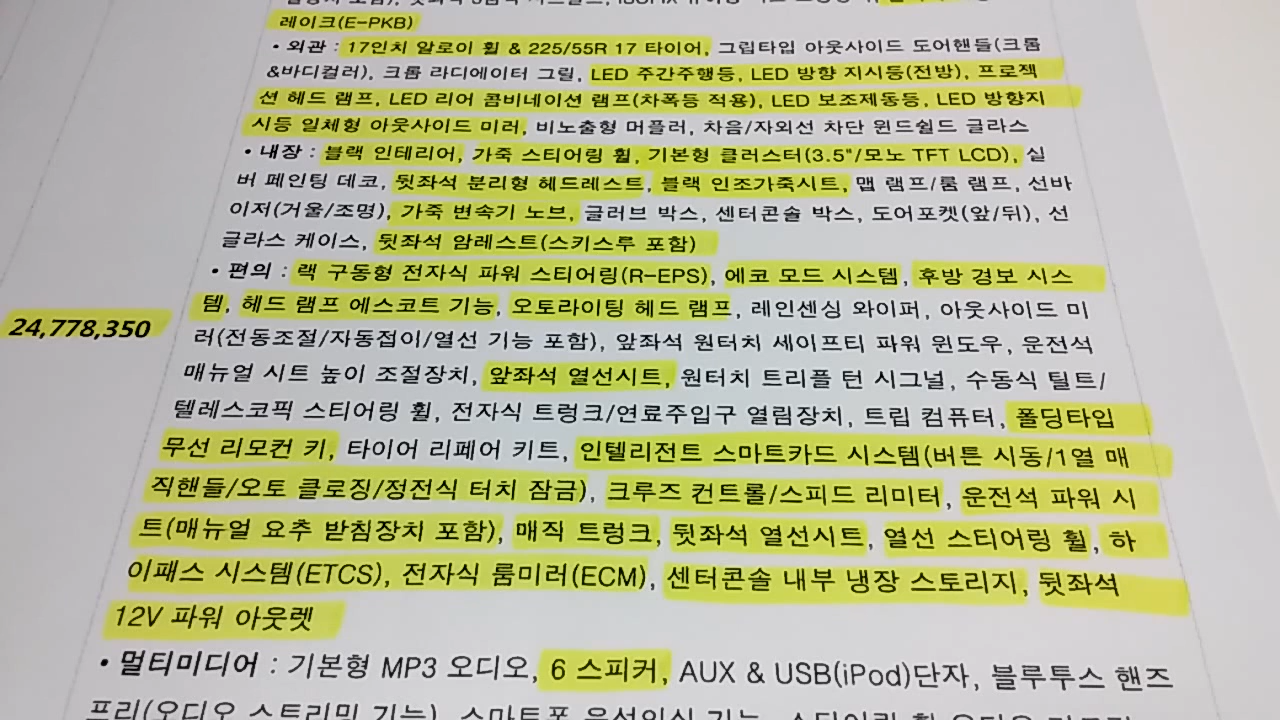 레이크(E-PKB)
• 외관 : 17인치 알로이 휠 & 225/55R 17 타이어, 그립타입 아웃사이드 도어핸들(크롬
&바디컬러), 크롬 라디에이터 그릴, LED 주간주행등, LED 방향 지시등(전방), 프로젝
션 헤드 램프, LED 리어 콤비네이션 램프(차폭등 적용), LED 보조제동등, LED 방향지
시등 일체형 아웃사이드 미러, 비노출형 머플러, 차음/자외선 차단 윈드쉴드 글라스
• 내장 : 블랙 인테리어, 가죽 스티어링 휠, 기본형 클러스터(3.5"/모노 TFT LCD), 실
버 페인팅 데코, 뒷좌석 분리형 헤드레스트, 블랙 인조가죽시트, 맵 램프/룸 램프, 선바
이저(거울/조명), 가죽 변속기 노브, 글러브 박스, 센터콘솔 박스, 도어포켓(앞/뒤), 선
글라스 케이스, 뒷좌석 암레스트(스키스루 포함)
• 편의 : 랙 구동형 전자식 파워 스티어링(R-EPS), 에코 모드 시스템, 후방 경보 시스
템, 헤드 램프 에스코트 기능, 오토라이팅 헤드 램프, 레인센싱 와이퍼, 아웃사이드 미
24,778,350
러(전동조절/자동접이/열선 기능 포함), 앞좌석 원터치 세이프티 파워 윈도우, 운전석
매뉴얼 시트 높이 조절장치, 앞좌석 열선시트, 원터치 트리플 턴 시그널, 수동식 틸트/
텔레스코픽 스티어링 휠, 전자식 트렁크/연료주입구 열림장치, 트립 컴퓨터, 폴딩타입
무선 리모컨 키, 타이어 리페어 키트, 인텔리전트 스마트카드 시스템(버튼 시동/1열 매
직핸들/오토 클로징/정전식 터치 잠금), 크루즈 컨트롤/스피드 리미터, 운전석 파워 시
트(매뉴얼 요추 받침장치 포함), 매직 트렁크, 뒷좌석 열선시트, 열선 스티어링 휠, 하
이패스 시스템(ETCS), 전자식 룸미러(ECM), 센터콘솔 내부 냉장 스토리지, 뒷좌석
12V 파워 아웃렛
• 멀티미디어 : 기본형 MP3 오디오, 6 스피커, AUX & USB(iPod)단자, 블루투스 핸즈
프리(오디오 스트리밍 기능), 스마트폰